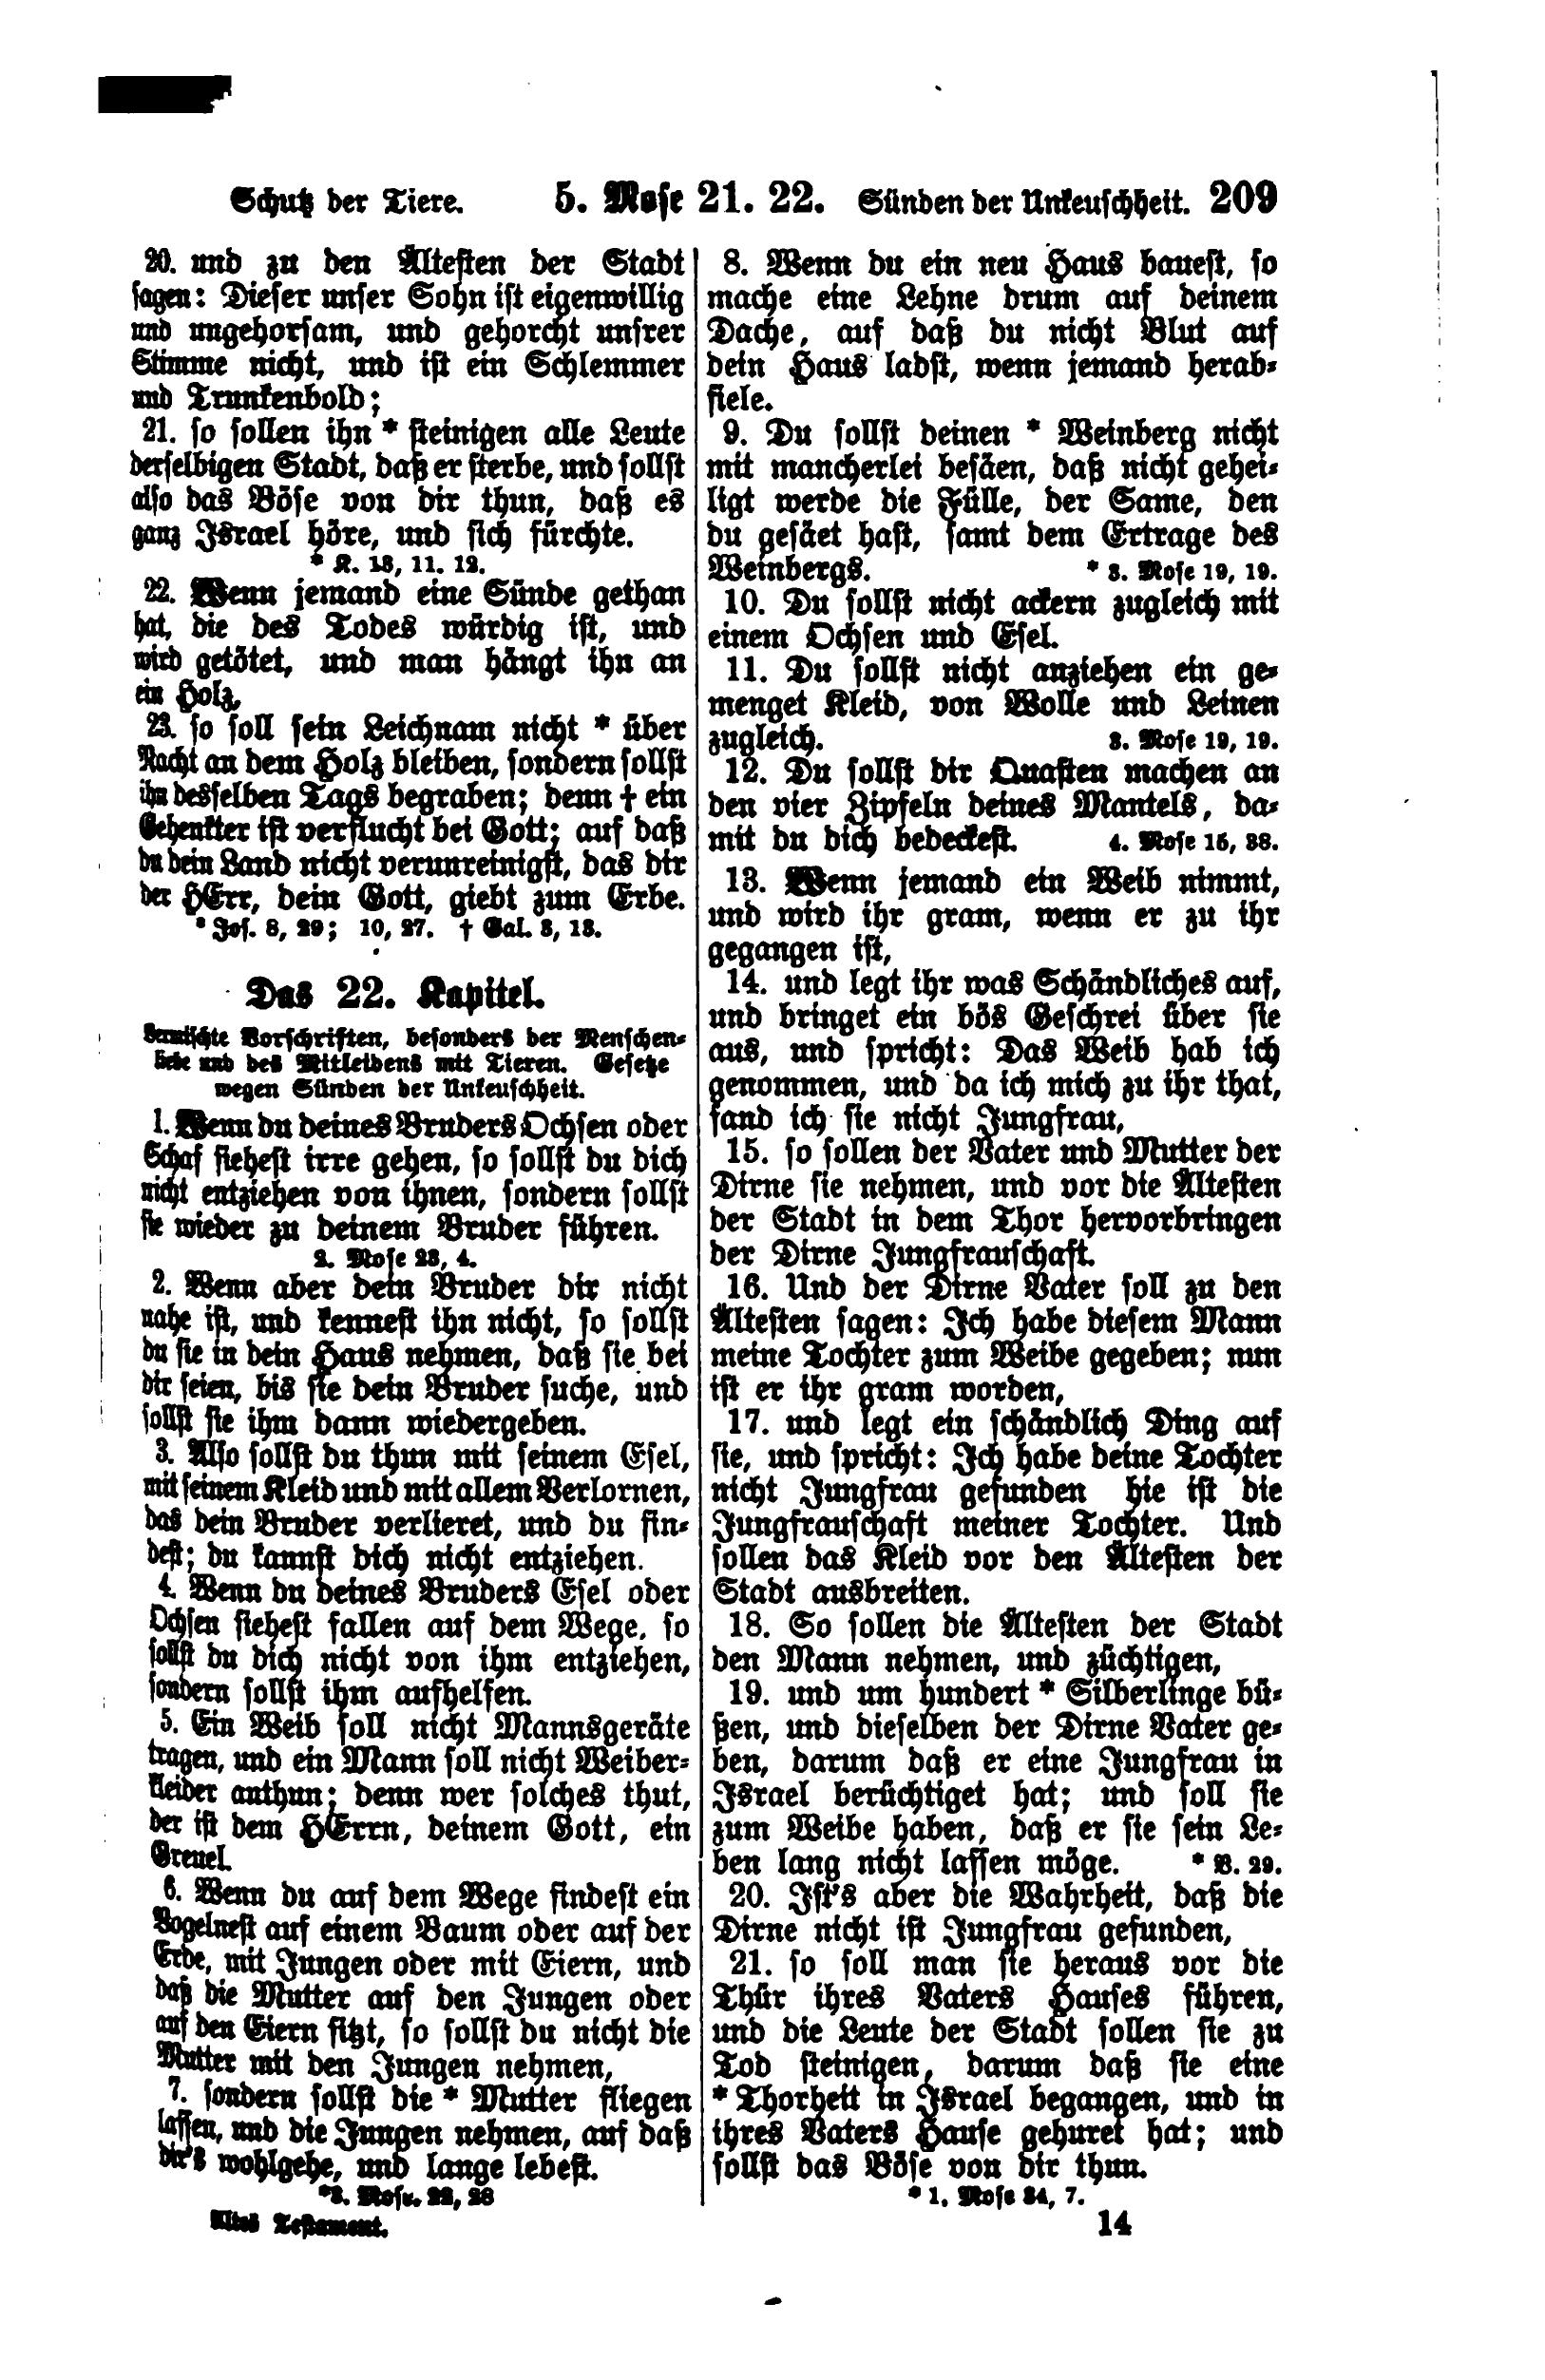 Schutz der Tiere. 5. Mose 21. 22. Sünden der Unkeuschheit. 209
20. und zu den Ältesten der Stadt
sagen: Dieser unser Sohn ist eigenwillig
und ungehorsam, und gehorcht unsrer
Stimme nicht, und ist ein Schlemmer
und Trunkenbold;
21. so sollen ihn * steinigen alle Leute
derselbigen Stadt, daß er sterbe, und sollst
also das Böse von dir thun, daß es
ganz Israel höre, und sich fürchte.
* K. 13, 11. 12.
22. Wenn jemand eine Sünde gethan
hat, die des Todes würdig ist, und
wird getötet, und man hängt ihn an
ein Holz,
23. so soll sein Leichnam nicht * über
Nacht an dem Holz bleiben, sondern sollst
ihn desselben Tags begraben; denn † ein
Gehenkter ist verflucht bei Gott; auf daß
du dein Land nicht verunreinigst, das dir
der HErr, dein Gott, giebt zum Erbe.
* Jos. 8, 29; 10, 27. † Gal. 3, 13.
Das 22. Kapitel.
Vermischte Vorschriften, besonders der Menschen-
liebe und des Mitleidens mit Tieren. Gesetze
wegen Sünden der Unkeuschheit.
1. Wenn du deines Bruders Ochsen oder
Schaf siehest irre gehen, so sollst du dich
nicht entziehen von ihnen, sondern sollst
sie wieder zu deinem Bruder führen.
2. Mose 23, 4.
2. Wenn aber dein Bruder dir nicht
nahe ist, und kennest ihn nicht, so sollst
du sie in dein Haus nehmen, daß sie bei
dir seien, bis sie dein Bruder suche, und
sollst sie ihm dann wiedergeben.
3. Also sollst du thun mit seinem Esel,
mit seinem Kleid und mit allem Verlornen,
das dein Bruder verlieret, und du fin-
dest; du kannst dich nicht entziehen.
4. Wenn du deines Bruders Esel oder
Ochsen siehest fallen auf dem Wege, so
sollst du dich nicht von ihm entziehen,
sondern sollst ihm aufhelfen.
5. Ein Weib soll nicht Mannsgeräte
tragen, und ein Mann soll nicht Weiber-
kleider anthun; denn wer solches thut,
der ist dem HErrn, deinem Gott, ein
Greuel.
6. Wenn du auf dem Wege findest ein
Vogelnest auf einem Baum oder auf der
Erde, mit Jungen oder mit Eiern, und
daß die Mutter auf den Jungen oder
auf den Eiern sitzt, so sollst du nicht die
Mutter mit den Jungen nehmen,
7. sondern sollst die * Mutter fliegen
lassen, und die Jungen nehmen, auf daß
dir's wohlgehe, und lange lebest.
*3. Mose. 22, 28
Altes Testament.
8. Wenn du ein neu Haus bauest, so
mache eine Lehne drum auf deinem
Dache, auf daß du nicht Blut auf
dein Haus ladst, wenn jemand herab-
fiele.
9. Du sollst deinen * Weinberg nicht
mit mancherlei besäen, daß nicht gehei-
ligt werde die Fülle, der Same, den
du gesäet hast, samt dem Ertrage des
Weinbergs. * 3. Mose 19, 19.
10. Du sollst nicht ackern zugleich mit
einem Ochsen und Esel.
11. Du sollst nicht anziehen ein ge-
menget Kleid, von Wolle und Leinen
zugleich. 3. Mose 19, 19.
12. Du sollst dir Quasten machen an
den vier Zipfeln deines Mantels, da-
mit du dich bedeckest. 4. Mose 15, 38.
13. Wenn jemand ein Weib nimmt,
und wird ihr gram, wenn er zu ihr
gegangen ist,
14. und legt ihr was Schändliches auf,
und bringet ein bös Geschrei über sie
aus, und spricht: Das Weib hab ich
genommen, und da ich mich zu ihr that,
fand ich sie nicht Jungfrau,
15. so sollen der Vater und Mutter der
Dirne sie nehmen, und vor die Ältesten
der Stadt in dem Thor hervorbringen
der Dirne Jungfrauschaft.
16. Und der Dirne Vater soll zu den
Ältesten sagen: Ich habe diesem Mann
meine Tochter zum Weibe gegeben; nun
ist er ihr gram worden,
17. und legt ein schändlich Ding auf
sie, und spricht: Ich habe deine Tochter
nicht Jungfrau gefunden hie ist die
Jungfrauschaft meiner Tochter. Und
sollen das Kleid vor den Ältesten der
Stadt ausbreiten.
18. So sollen die Ältesten der Stadt
den Mann nehmen, und züchtigen,
19. und um hundert * Silberlinge bü-
ßen, und dieselben der Dirne Vater ge-
ben, darum daß er eine Jungfrau in
Israel berüchtiget hat; und soll sie
zum Weibe haben, daß er sie sein Le-
ben lang nicht lassen möge. * V. 29.
20. Ist's aber die Wahrheit, daß die
Dirne nicht ist Jungfrau gefunden,
21. so soll man sie heraus vor die
Thür ihres Vaters Hauses führen,
und die Leute der Stadt sollen sie zu
Tod steinigen, darum daß sie eine
* Thorheit in Israel begangen, und in
ihres Vaters Hause gehuret hat; und
sollst das Böse von dir thun.
* 1. Mose 34, 7.
14